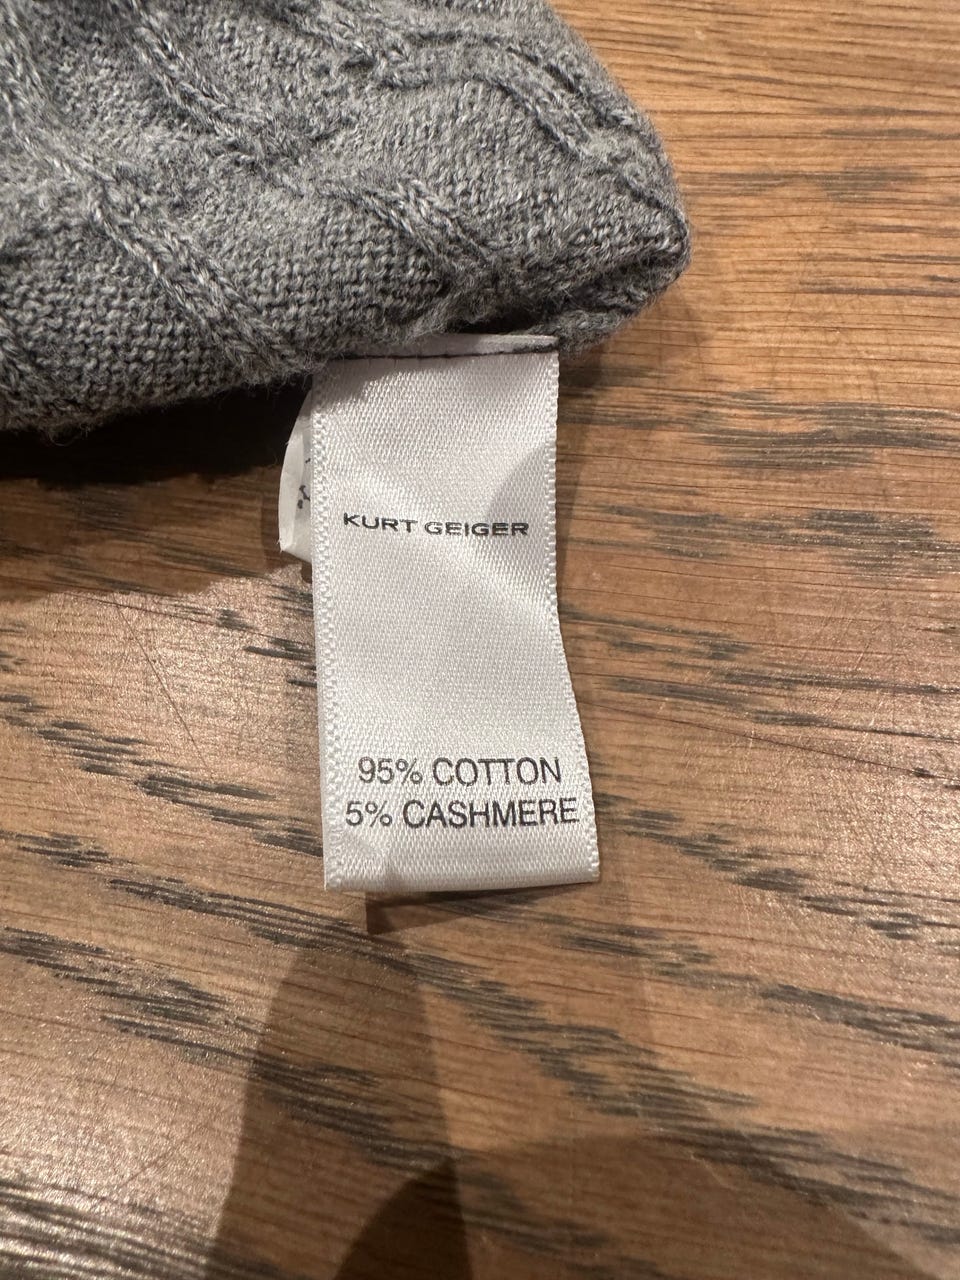 KURT GEIGER
95% COTTON
5% CASHMERE